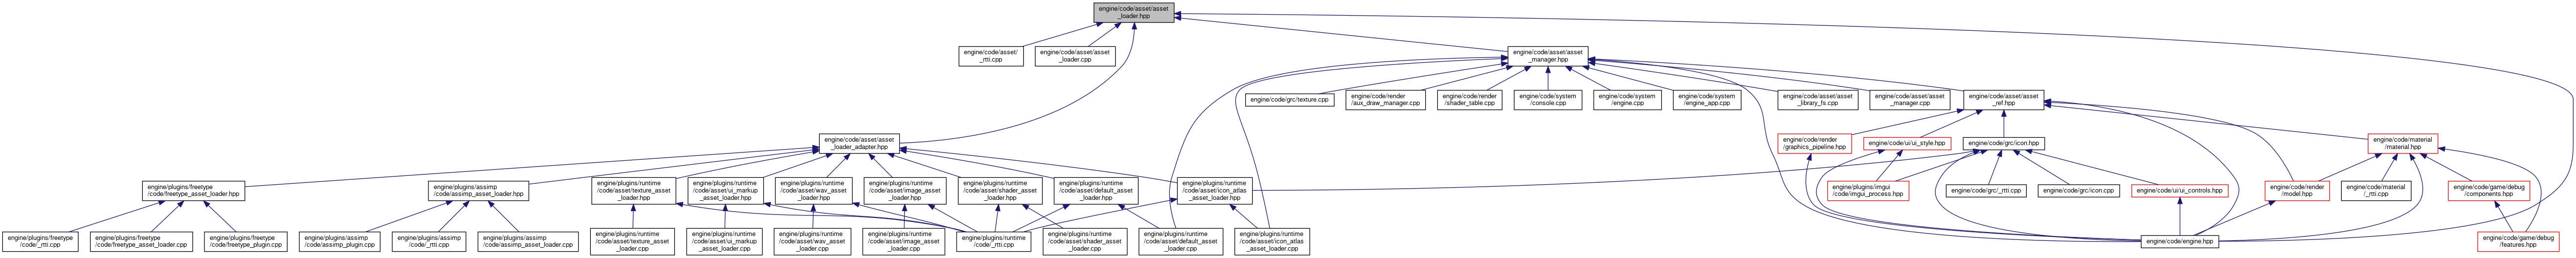 engine/code/asset/asset
_loader.hpp
engine/code/asset/
_rtti.cpp
engine/code/asset/asset
_loader.cpp
engine/code/asset/asset
_manager.hpp
engine/code/grc/texture.cpp
engine/code/render
/aux_draw_manager.cpp
engine/code/render
/shader_table.cpp
engine/code/system
/console.cpp
engine/code/system
/engine.cpp
engine/code/system
/engine_app.cpp
engine/code/asset/asset
_library_fs.cpp
engine/code/asset/asset
_manager.cpp
engine/code/asset/asset
_ref.hpp
engine/code/asset/asset
_loader_adapter.hpp
engine/code/render
/graphics_pipeline.hpp
engine/code/ui/ui_style.hpp
engine/code/grc/icon.hpp
engine/code/material
/material.hpp
engine/plugins/freetype
/code/freetype_asset_loader.hpp
engine/plugins/assimp
/code/assimp_asset_loader.hpp
engine/plugins/runtime
/code/asset/texture_asset
_loader.hpp
engine/plugins/runtime
/code/asset/ui_markup
_asset_loader.hpp
engine/plugins/runtime
/code/asset/wav_asset
_loader.hpp
engine/plugins/runtime
/code/asset/image_asset
_loader.hpp
engine/plugins/runtime
/code/asset/shader_asset
_loader.hpp
engine/plugins/runtime
/code/asset/default_asset
_loader.hpp
engine/plugins/runtime
/code/asset/icon_atlas
_asset_loader.hpp
engine/plugins/imgui
/code/imgui_process.hpp
engine/code/grc/_rtti.cpp
engine/code/grc/icon.cpp
engine/code/ui/ui_controls.hpp
engine/code/render
/model.hpp
engine/code/material
/_rtti.cpp
engine/code/game/debug
/components.hpp
engine/plugins/freetype
/code/_rtti.cpp
engine/plugins/freetype
/code/freetype_asset_loader.cpp
engine/plugins/freetype
/code/freetype_plugin.cpp
engine/plugins/assimp
/code/assimp_plugin.cpp
engine/plugins/assimp
/code/_rtti.cpp
engine/plugins/assimp
/code/assimp_asset_loader.cpp
engine/plugins/runtime
/code/asset/texture_asset
_loader.cpp
engine/plugins/runtime
/code/asset/ui_markup
_asset_loader.cpp
engine/plugins/runtime
/code/asset/wav_asset
_loader.cpp
engine/plugins/runtime
/code/asset/image_asset
_loader.cpp
engine/plugins/runtime
/code/_rtti.cpp
engine/plugins/runtime
/code/asset/shader_asset
_loader.cpp
engine/plugins/runtime
/code/asset/default_asset
_loader.cpp
engine/plugins/runtime
/code/asset/icon_atlas
_asset_loader.cpp
engine/code/engine.hpp
engine/code/game/debug
/features.hpp